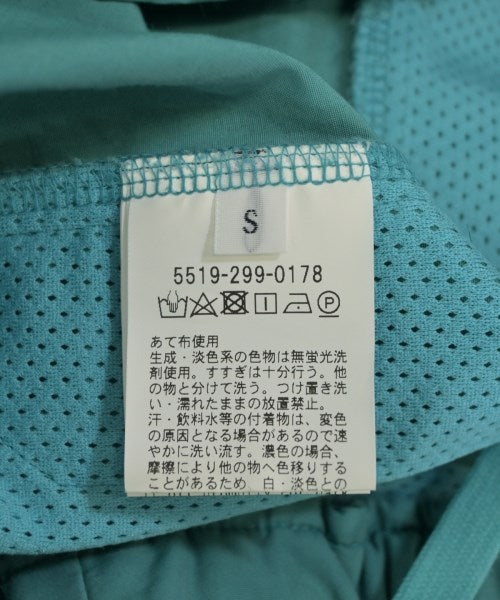 S
5519-299-0178
あて布使用
生成・淡色系の色物は無蛍光洗
剤使用。すすぎは十分行う。他
の物と分けて洗う。つけ置き洗
い・濡れたままの放置禁止。
汗・飲料水等の付着物は、変色
の原因となる場合があるので速
やかに洗い流す。濃色の場合、
摩擦により他の物へ色移りする
ことがあるため、白・淡色との